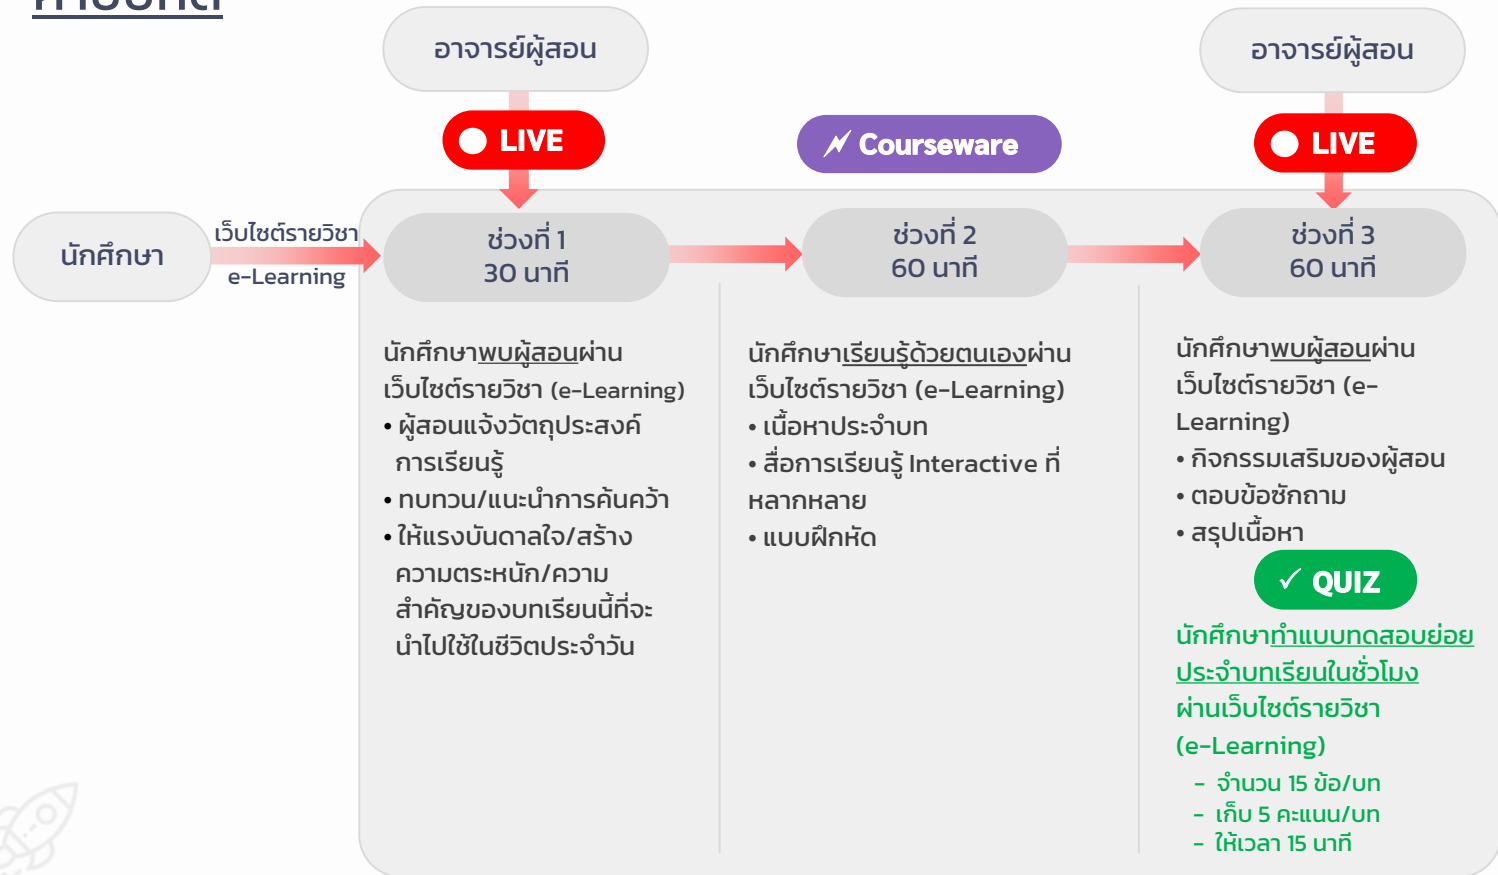 อาจารย์ผู้สอน
LIVE
Courseware
อาจารย์ผู้สอน
LIVE
นักศึกษา
เว็บไซต์รายวิชา
e-Learning
ช่วงที่ 1
30 นาที
ช่วงที่ 2
60 นาที
ช่วงที่ 3
60 นาที
นักศึกษาพบผู้สอนผ่าน
เว็บไซต์รายวิชา (e-Learning)
• ผู้สอนแจ้งวัตถุประสงค์
การเรียนรู้
• ทบทวน/แนะนำการค้นคว้า
• ให้แรงบันดาลใจ/สร้าง
ความตระหนัก/ความ
สำคัญของบทเรียนนี้ที่จะ
นำไปใช้ในชีวิตประจำวัน
นักศึกษาเรียนรู้ด้วยตนเองผ่าน
เว็บไซต์รายวิชา (e-Learning)
• เนื้อหาประจำบท
• สื่อการเรียนรู้ Interactive ที่
หลากหลาย
• แบบฝึกหัด
นักศึกษาพบผู้สอนผ่าน
เว็บไซต์รายวิชา (e-
Learning)
• กิจกรรมเสริมของผู้สอน
• ตอบข้อซักถาม
• สรุปเนื้อหา
✓ QUIZ
นักศึกษาทำแบบทดสอบย่อย
ประจำบทเรียนในชั่วโมง
ผ่านเว็บไซต์รายวิชา
(e-Learning)
- จำนวน 15 ข้อ/บท
- เก็บ 5 คะแนน/บท
- ให้เวลา 15 นาที